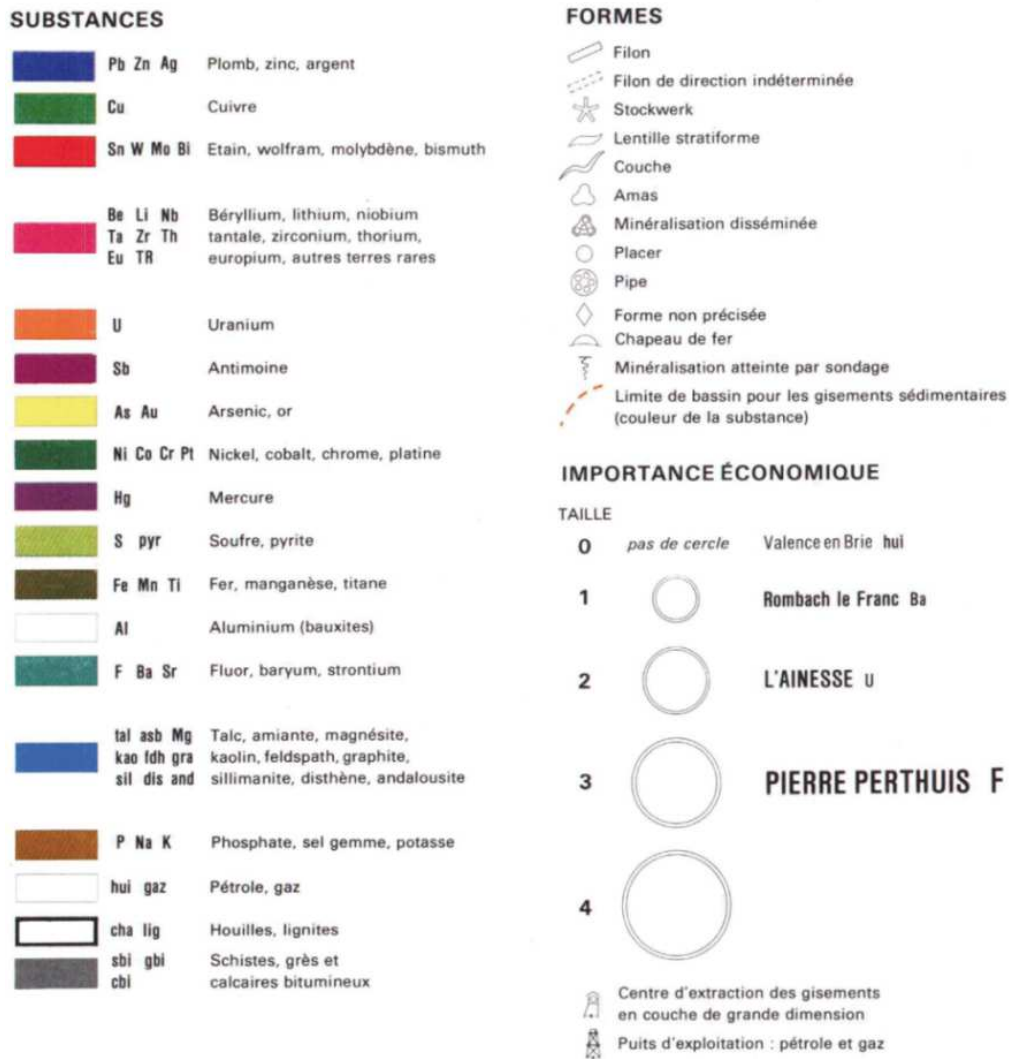 SUBSTANCES
Pb Zn Ag Plomb, zinc, argent
Cu Cuivre
Sn W Mo Bi Etain, wolfram, molybdène, bismuth
Be Li Nb Béryllium, lithium, niobium
Ta Zr Th tantale, zirconium, thorium,
Eu TR europium, autres terres rares
U Uranium
Sb Antimoine
As Au Arsenic, or
Ni Co Cr Pt Nickel, cobalt, chrome, platine
Hg Mercure
S pyr Soufre, pyrite
Fe Mn Ti Fer, manganèse, titane
Al Aluminium (bauxites)
F Ba Sr Fluor, baryum, strontium
tal asb Mg Talc, amiante, magnésite,
kao fdh gra kaolin, feldspath, graphite,
sil dis and sillimanite, disthène, andalousite
P Na K Phosphate, sel gemme, potasse
hui gaz Pétrole, gaz
cha lig Houilles, lignites
sbi gbi Schistes, grès et
cbi calcaires bitumineux
FORMES
Filon
Filon de direction indéterminée
Stockwerk
Lentille stratiforme
Couche
Amas
Minéralisation disséminée
Placer
Pipe
Forme non précisée
Chapeau de fer
Minéralisation atteinte par sondage
Limite de bassin pour les gisements sédimentaires
(couleur de la substance)
IMPORTANCE ÉCONOMIQUE
TAILLE
0 pas de cercle Valence en Brie hui
1 Rombach le Franc Ba
2 L'AINESSE U
3 PIERRE PERTHUIS F
4
Centre d'extraction des gisements
en couche de grande dimension
Puits d'exploitation : pétrole et gaz